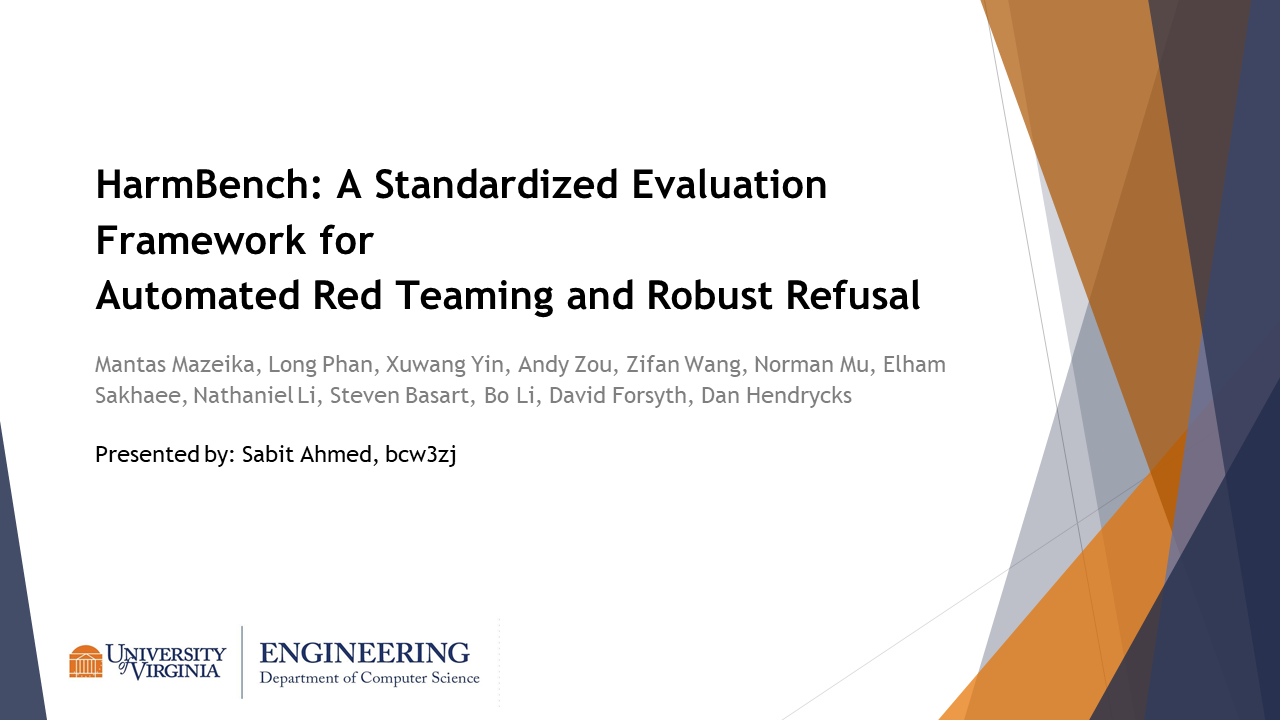 HarmBench: A Standardized Evaluation
Framework for
Automated Red Teaming and Robust Refusal
Mantas Mazeika, Long Phan, Xuwang Yin, Andy Zou, Zifan Wang, Norman Mu, Elham
Sakhaee, Nathaniel Li, Steven Basart, Bo Li, David Forsyth, Dan Hendrycks
Presented by: Sabit Ahmed, bcw3zj
UNIVERSITY of VIRGINIA
ENGINEERING
Department of Computer Science